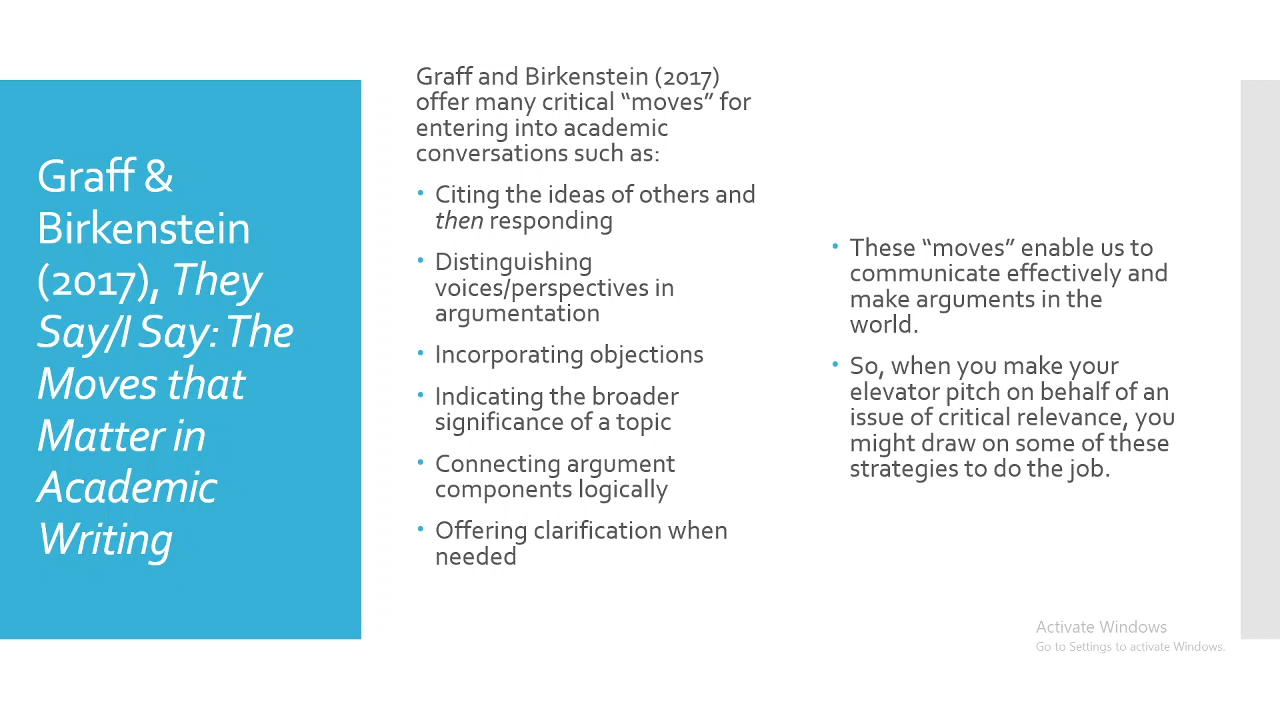 Graff &
Birkenstein
(2017), They
Say/I Say: The
Moves that
Matter in
Academic
Writing
Graff and Birkenstein (2017)
offer many critical “moves” for
entering into academic
conversations such as:
• Citing the ideas of others and
then responding
• Distinguishing
voices/perspectives in
argumentation
• Incorporating objections
• Indicating the broader
significance of a topic
• Connecting argument
components logically
• Offering clarification when
needed
• These “moves” enable us to
communicate effectively and
make arguments in the
world.
• So, when you make your
elevator pitch on behalf of an
issue of critical relevance, you
might draw on some of these
strategies to do the job.
Activate Windows
Go to Settings to activate Windows.